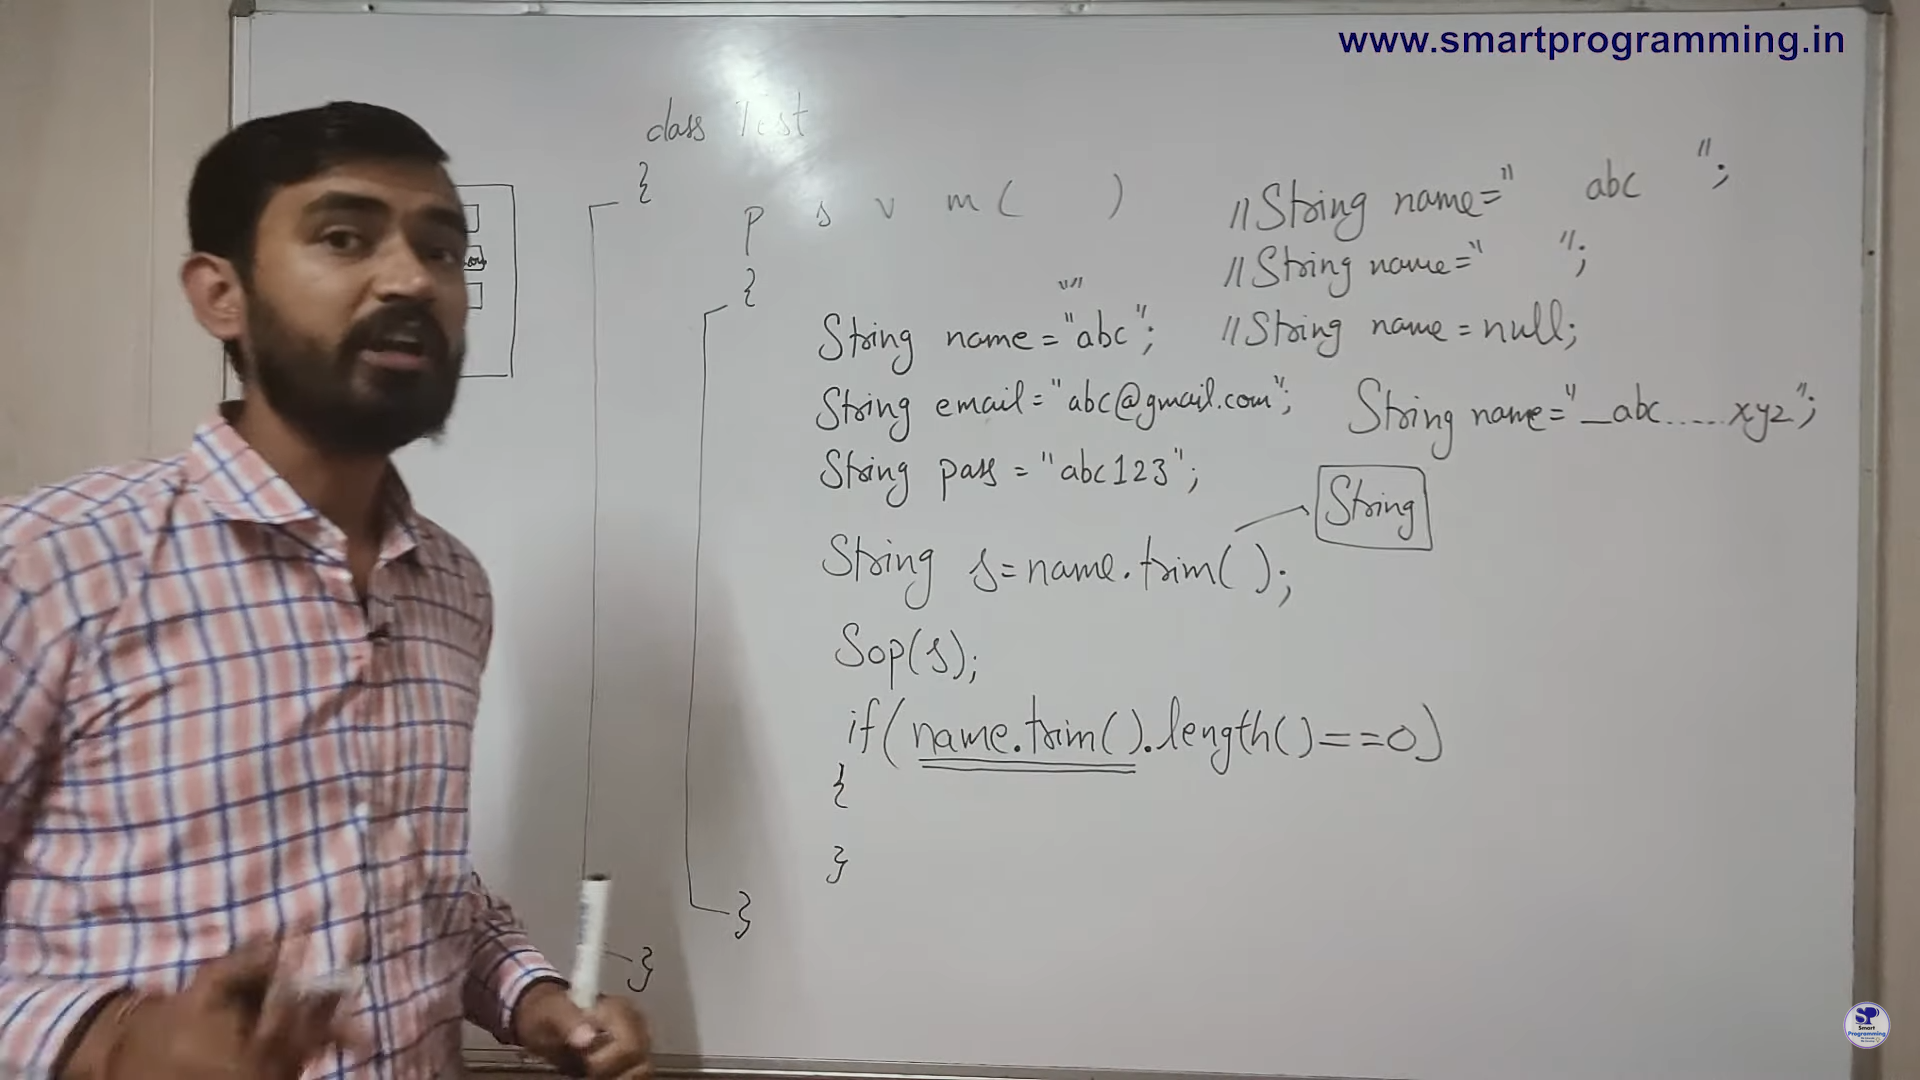 www.smartprogramming.in
class Test
{
p s v m ( )
{
String name="abc";
String email="abc@gmail.com";
String pass = "abc123";
String s=name.trim();
Sop(s);
if(name.trim().length()==0)
{
}
}
}
//String name=" abc ";
//String name=" ";
//String name=null;
String name="_abc.....xyz";
String
SP
Smart
Programming